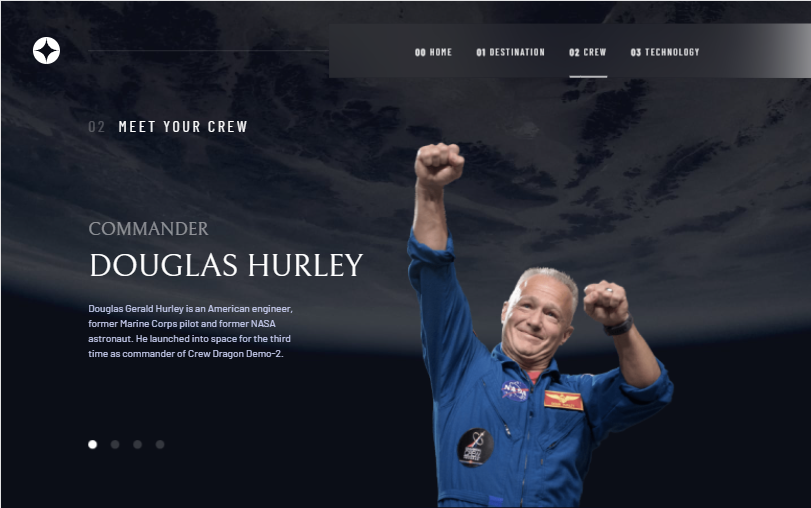 00 HOME
01 DESTINATION
02 CREW
03 TECHNOLOGY
02 MEET YOUR CREW
COMMANDER
DOUGLAS HURLEY
Douglas Gerald Hurley is an American engineer,
former Marine Corps pilot and former NASA
astronaut. He launched into space for the third
time as commander of Crew Dragon Demo-2.
NASA